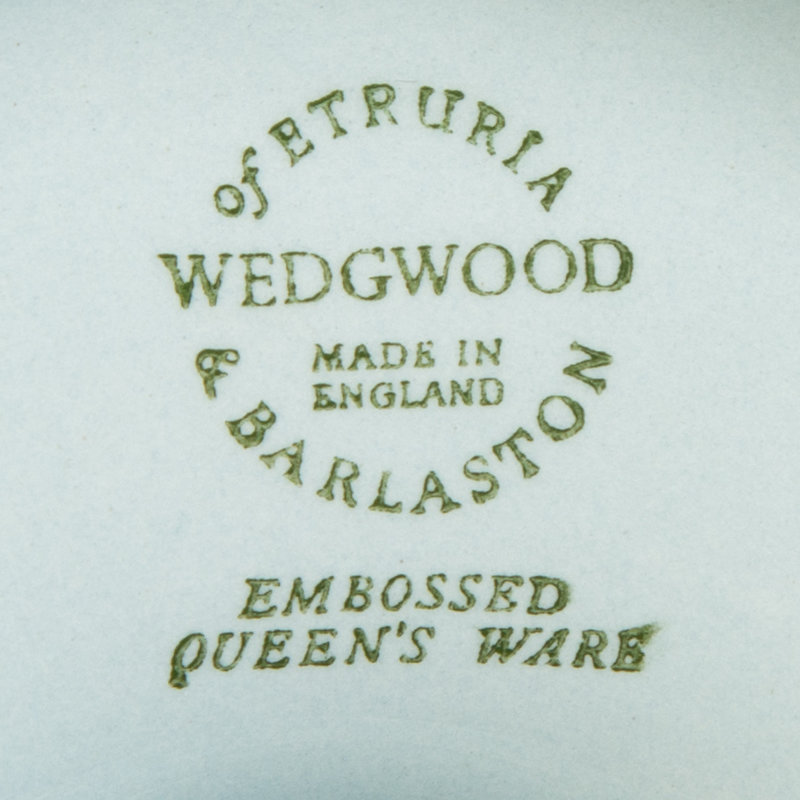 of ETRURIA
WEDGWOOD
MADE IN
ENGLAND
& BARLASTON
EMBOSSED
QUEEN'S WARE